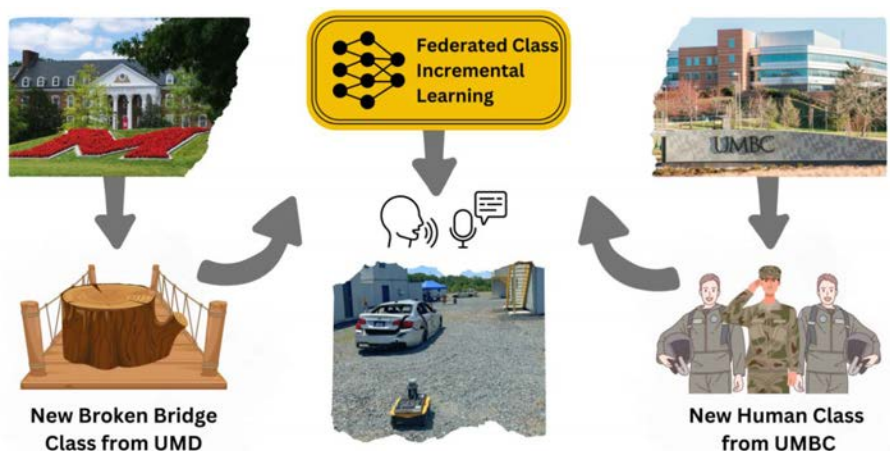 Federated Class
Incremental
Learning
UMBC
New Broken Bridge
Class from UMD
New Human Class
from UMBC